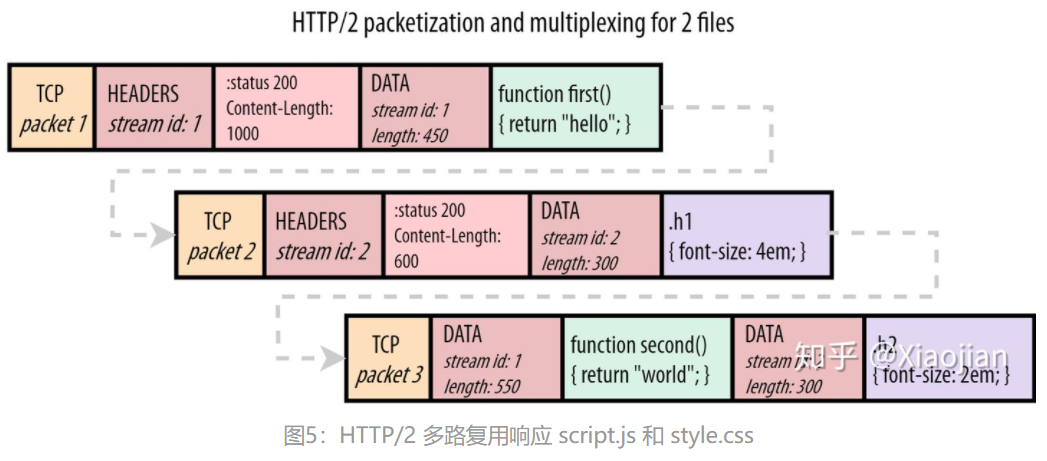 HTTP/2 packetization and multiplexing for 2 files
TCP
packet 1
HEADERS
stream id: 1
:status 200
Content-Length:
1000
DATA
stream id: 1
length: 450
function first()
{ return "hello"; }
TCP
packet 2
HEADERS
stream id: 2
:status 200
Content-Length:
600
DATA
stream id: 2
length: 300
.h1
{ font-size: 4em; }
TCP
packet 3
DATA
stream id: 1
length: 550
function second()
{ return "world"; }
DATA
stream id:
length: 300
.h2
{ font-size: 2em; }
知乎 @Xiaojian
图5：HTTP/2 多路复用响应 script.js 和 style.css